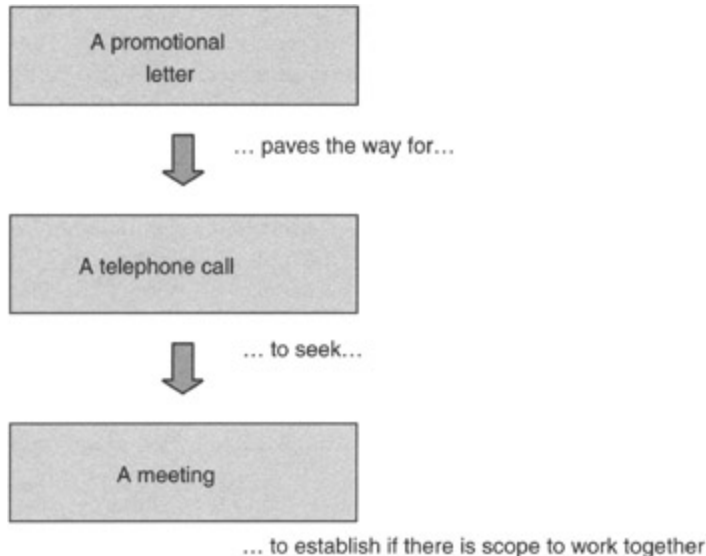 A promotional
letter
… paves the way for…
A telephone call
… to seek…
A meeting
… to establish if there is scope to work together